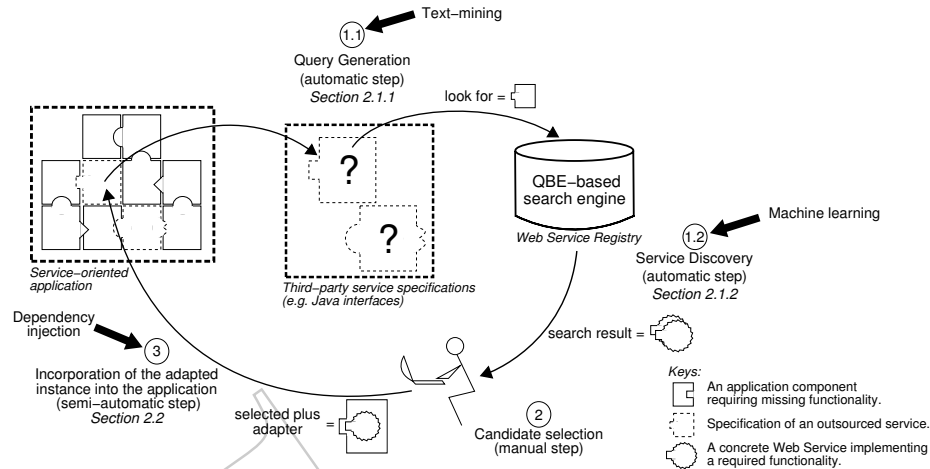 Text−mining
1.1
Query Generation
(automatic step)
Section 2.1.1
look for =
?
?
QBE−based
search engine
Web Service Registry
Machine learning
1.2
Service Discovery
(automatic step)
Section 2.1.2
Service−oriented
application
Third−party service specifications
(e.g. Java interfaces)
Dependency
injection
3
Incorporation of the adapted
instance into the application
(semi−automatic step)
Section 2.2
search result =
selected plus
adapter
=
2
Candidate selection
(manual step)
Keys:
An application component
requiring missing functionality.
Specification of an outsourced service.
A concrete Web Service implementing
a required functionality.